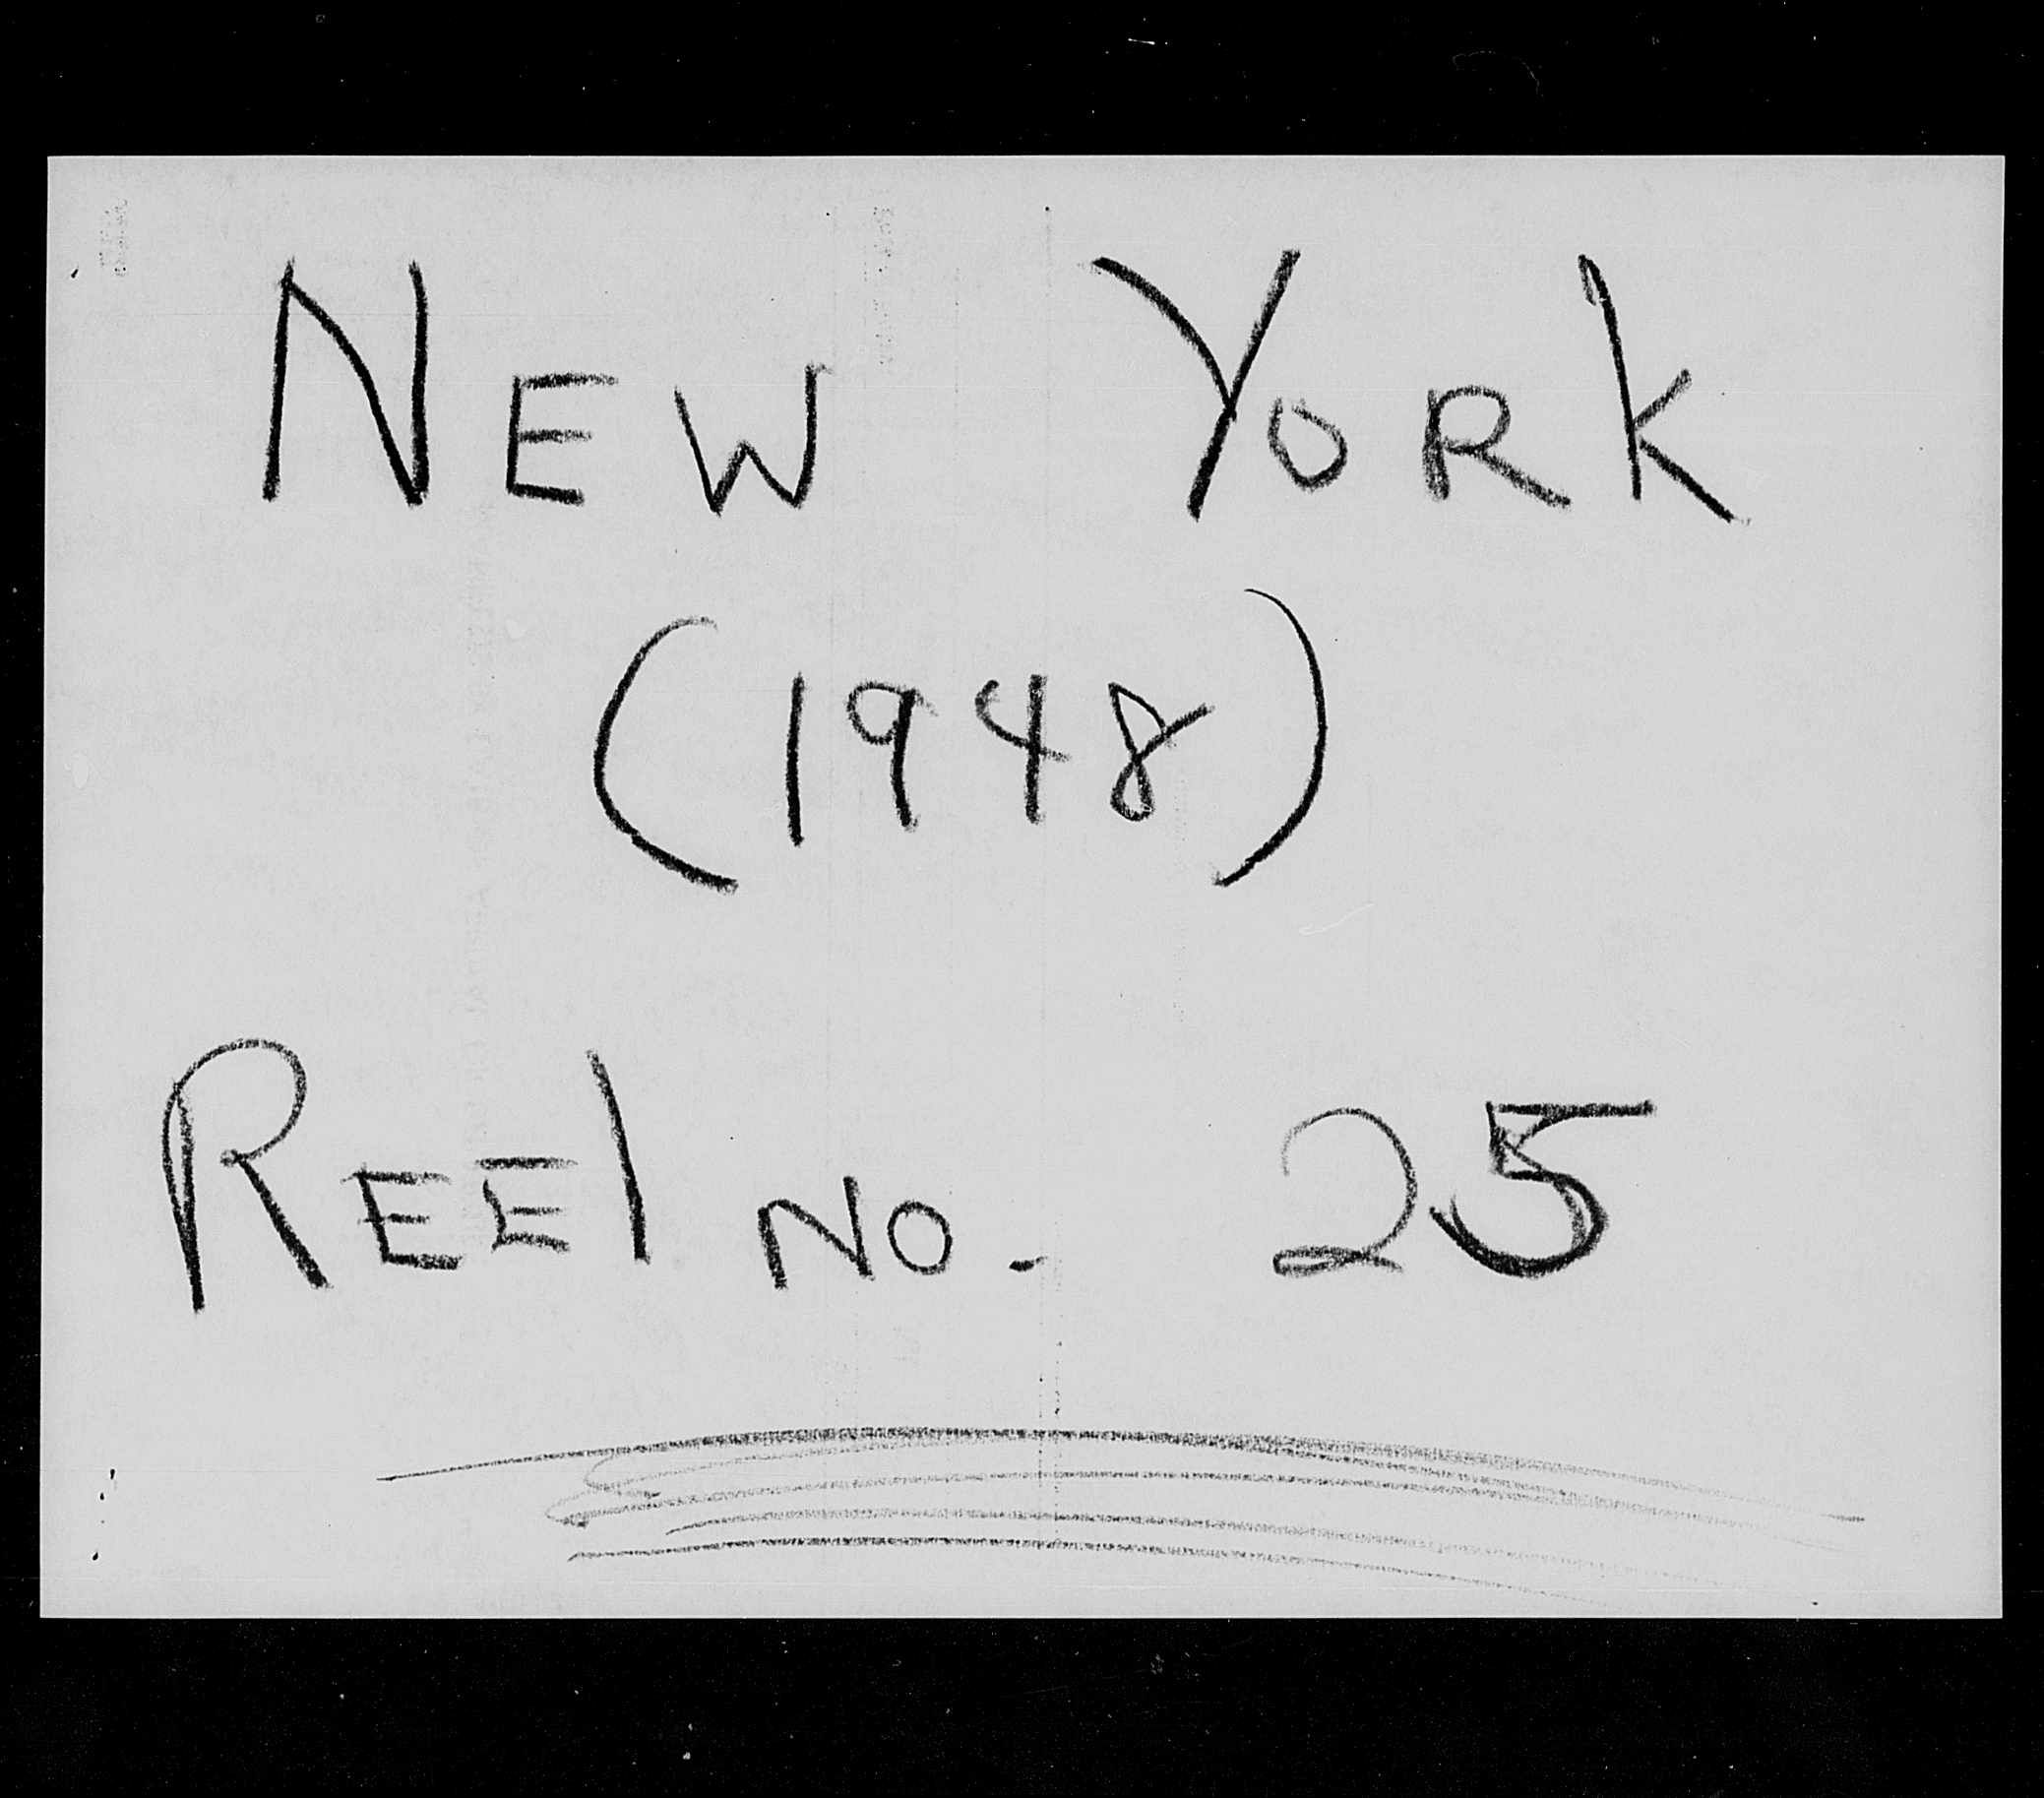 NEW YORK
(1948)
REEl NO. 25